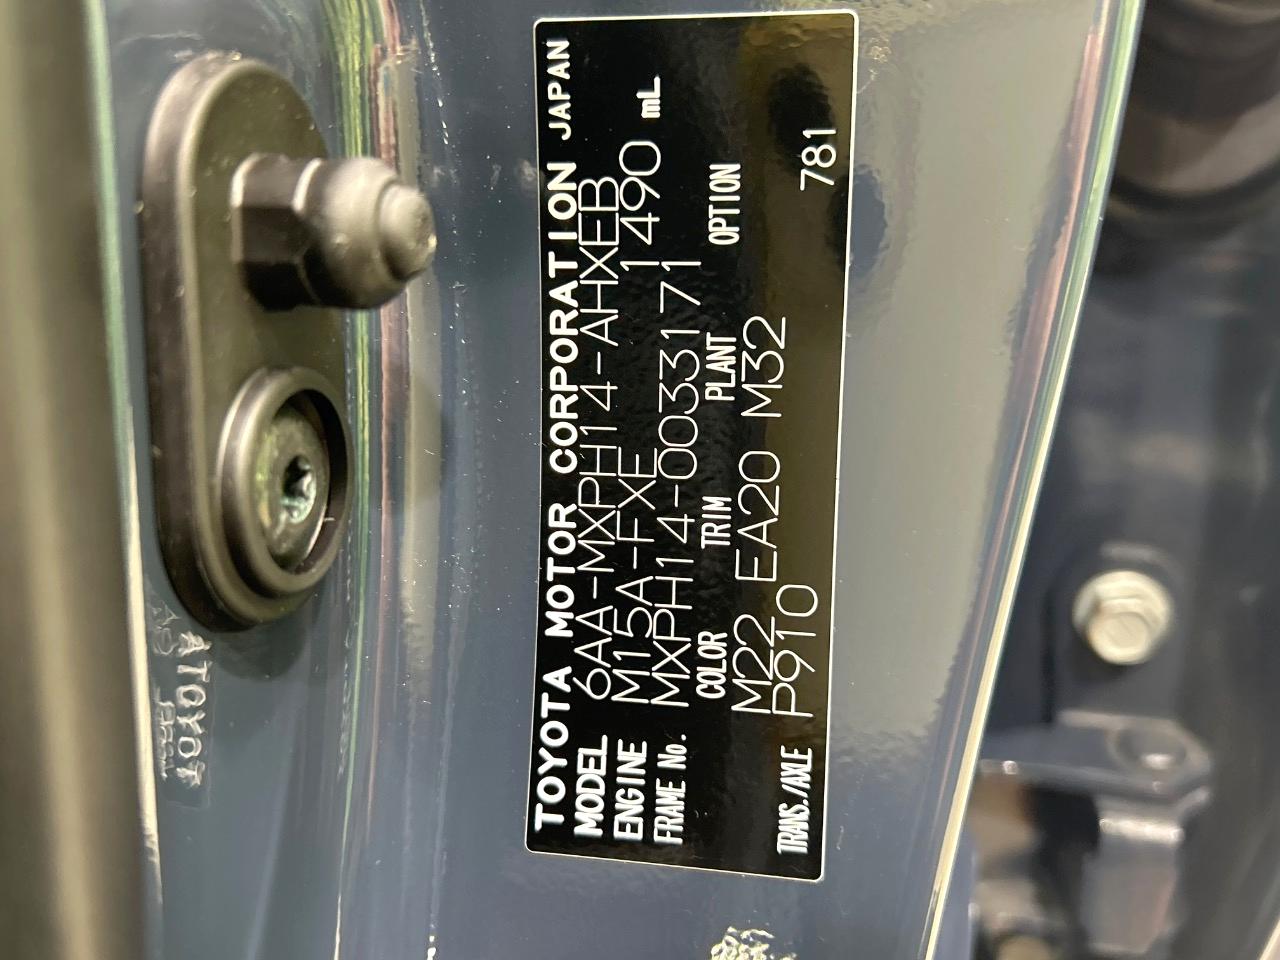 TOYOTA MOTOR CORPORATION JAPAN
MODEL 6AA-MXPH14-AHXEB
ENGINE M15A-FXE 1490 mL
FRAME No. MXPH14-0033171
COLOR TRIM PLANT OPTION
M22 EA20 M32
TRANS./AXLE P910 781